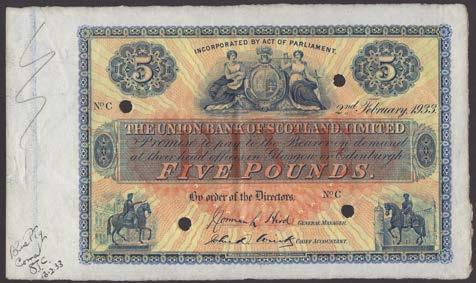 INCORPORATED BY ACT OF PARLIAMENT.
5 5
No C 2nd February, 1933.
THE UNION BANK OF SCOTLAND LIMITED
Promise to pay to the Bearer on demand
at their head offices in Glasgow or Edinburgh
FIVE POUNDS.
By order of the Directors. No C
Norman L Hird GENERAL MANAGER.
CHIEF ACCOUNTANT.